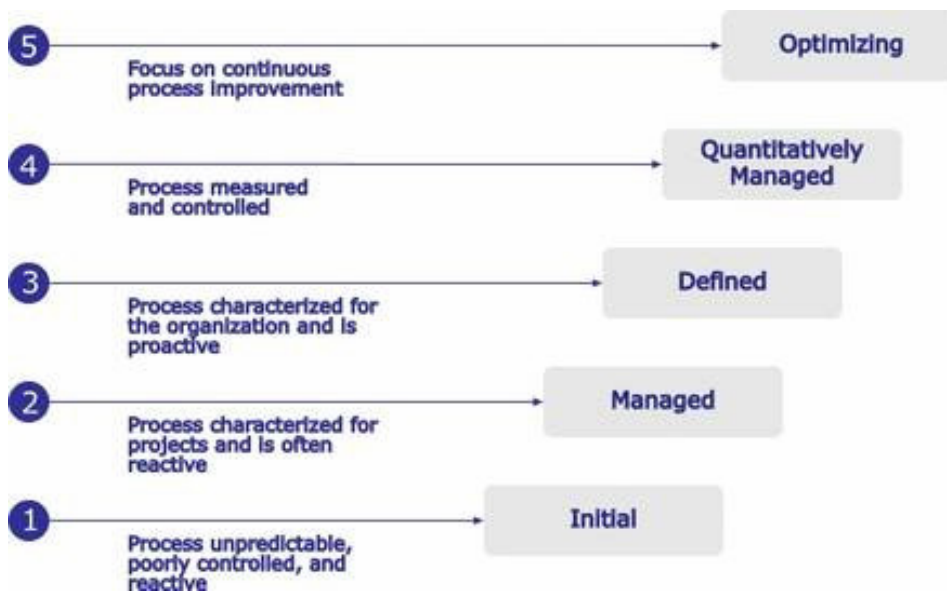 5
Optimizing
Focus on continuous
process improvement
4
Quantitatively
Managed
Process measured
and controlled
3
Defined
Process characterized for
the organization and is
proactive
2
Managed
Process characterized for
projects and is often
reactive
1
Initial
Process unpredictable,
poorly controlled, and
reactive